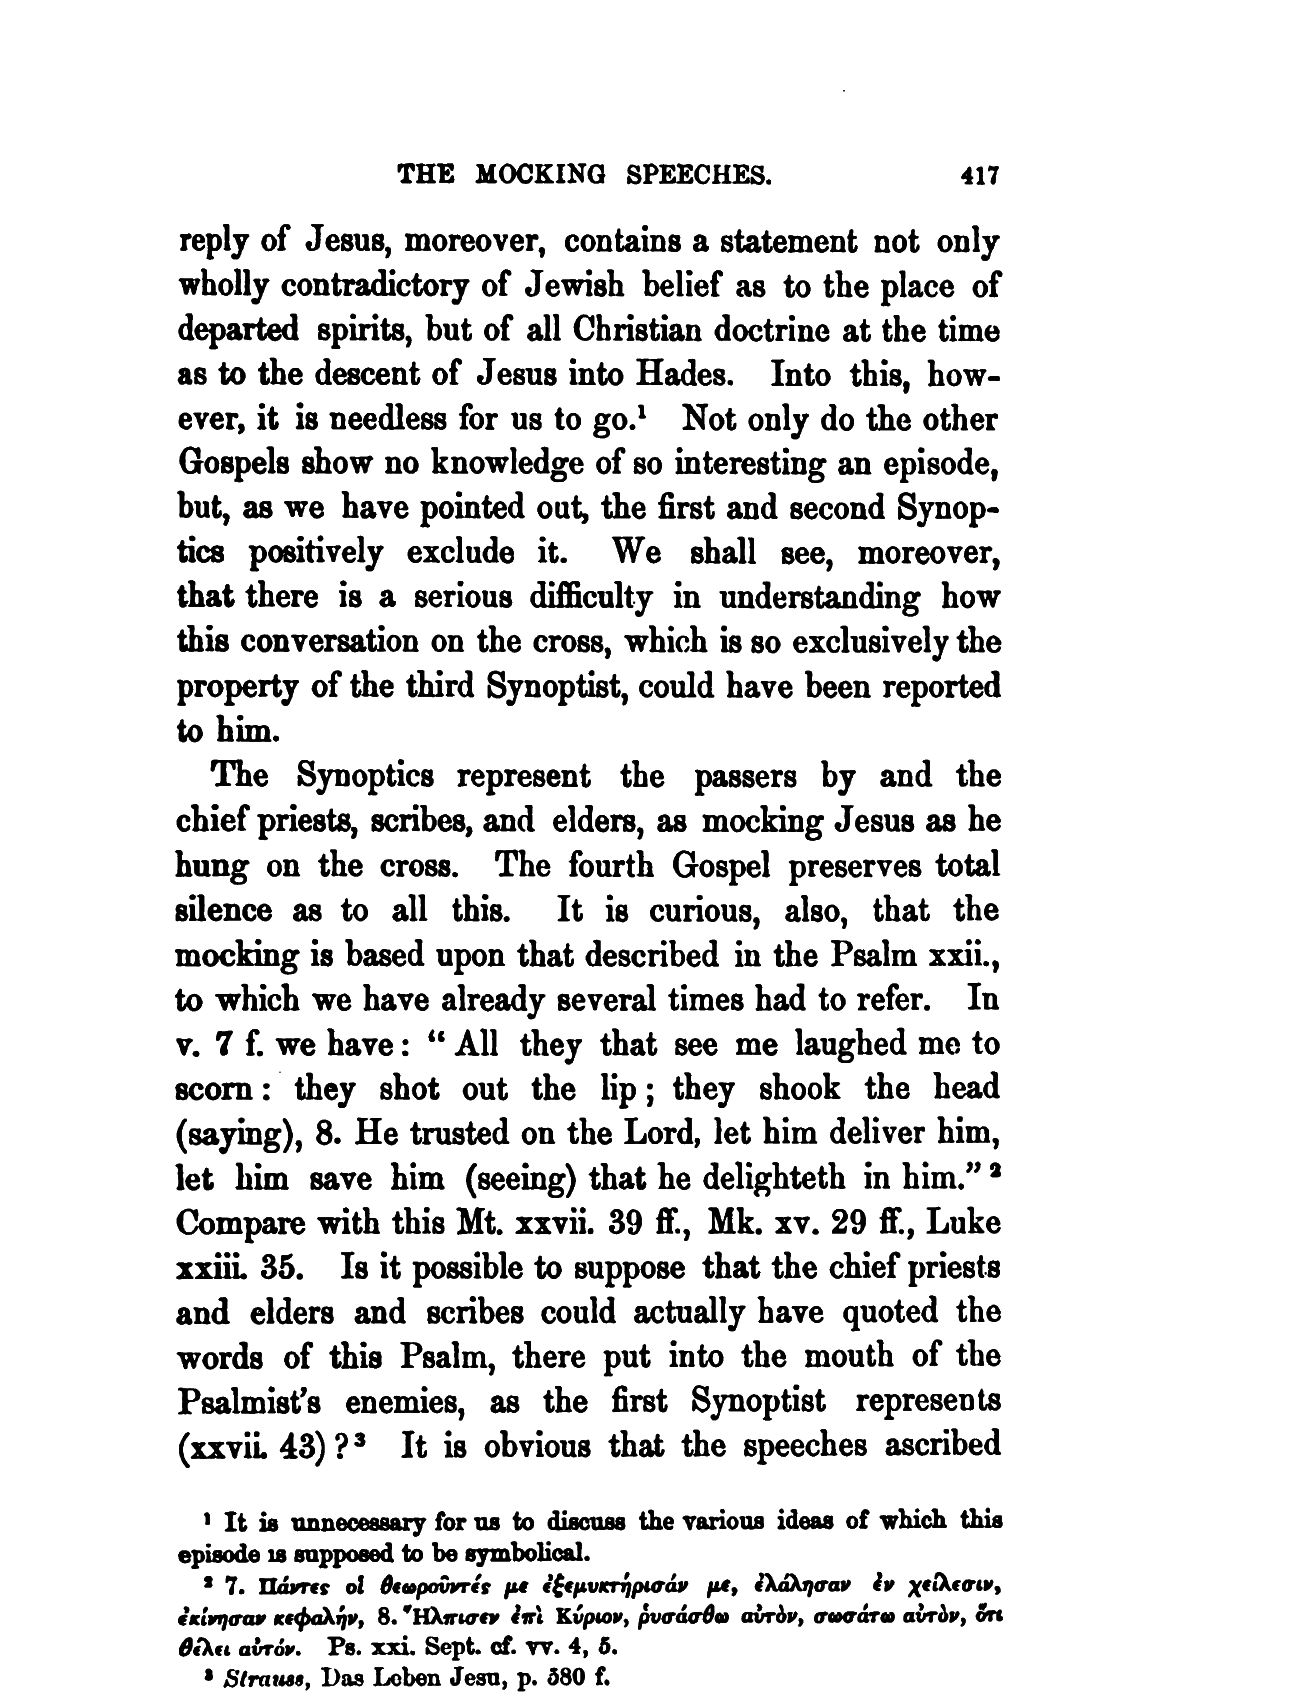 THE MOCKING SPEECHES. 417
reply of Jesus, moreover, contains a statement not only
wholly contradictory of Jewish belief as to the place of
departed spirits, but of all Christian doctrine at the time
as to the descent of Jesus into Hades. Into this, how-
ever, it is needless for us to go.¹ Not only do the other
Gospels show no knowledge of so interesting an episode,
but, as we have pointed out, the first and second Synop-
tics positively exclude it. We shall see, moreover,
that there is a serious difficulty in understanding how
this conversation on the cross, which is so exclusively the
property of the third Synoptist, could have been reported
to him.
The Synoptics represent the passers by and the
chief priests, scribes, and elders, as mocking Jesus as he
hung on the cross. The fourth Gospel preserves total
silence as to all this. It is curious, also, that the
mocking is based upon that described in the Psalm xxii.,
to which we have already several times had to refer. In
v. 7 f. we have: “All they that see me laughed me to
scorn: they shot out the lip; they shook the head
(saying), 8. He trusted on the Lord, let him deliver him,
let him save him (seeing) that he delighteth in him.” ²
Compare with this Mt. xxvii. 39 ff., Mk. xv. 29 ff., Luke
xxiii. 35. Is it possible to suppose that the chief priests
and elders and scribes could actually have quoted the
words of this Psalm, there put into the mouth of the
Psalmist’s enemies, as the first Synoptist represents
(xxvii. 43)?³ It is obvious that the speeches ascribed
¹ It is unnecessary for us to discuss the various ideas of which this
episode is supposed to be symbolical.
² 7. Πάντες οἱ θεωροῦντές με ἐξεμυκτήρισάν με, ἐλάλησαν ἐν χείλεσιν,
ἐκίνησαν κεφαλήν, 8. Ἤλπισεν ἐπὶ Κύριον, ῥυσάσθω αὐτὸν, σωσάτω αὐτὸν, ὅτι
θέλει αὐτόν. Ps. xxi. Sept. cf. vv. 4, 5.
³ Strauss, Das Leben Jesu, p. 580 f.